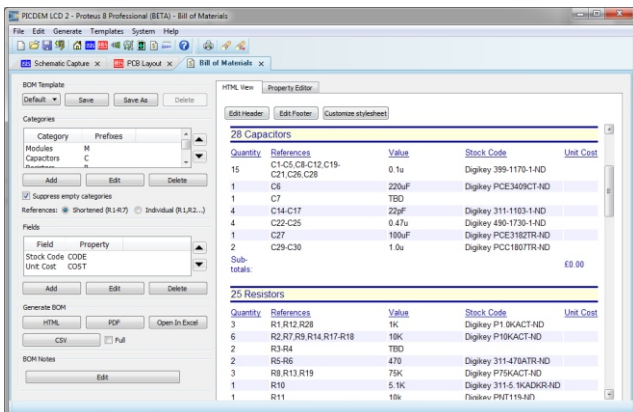 PICDEM LCD 2 - Proteus 8 Professional (BETA) - Bill of Materials
File Edit Generate Templates System Help
Schematic Capture x PCB Layout x Bill of Materials x
BOM Template
Default Save Save As Delete
Categories
Category Prefixes
Modules M
Capacitors C
Add Edit Delete
Suppress empty categories
References: Shortened (R1-R7) Individual (R1,R2...)
Fields
Field Property
Stock Code CODE
Unit Cost COST
Add Edit Delete
Generate BOM
HTML PDF Open In Excel
CSV Full
BOM Notes
Edit
HTML View Property Editor
Edit Header Edit Footer Customize stylesheet
28 Capacitors
Quantity References Value Stock Code Unit Cost
15 C1-C5,C8-C12,C19-C21,C26,C28 0.1u Digikey 399-1170-1-ND
1 C6 220uF Digikey PCE3409CT-ND
1 C7 TBD
4 C14-C17 22pF Digikey 311-1103-1-ND
4 C22-C25 0.47u Digikey 490-1730-1-ND
1 C27 100uF Digikey PCE3182TR-ND
2 C29-C30 1.0u Digikey PCC1807TR-ND
Sub-totals: £0.00
25 Resistors
Quantity References Value Stock Code Unit Cost
3 R1,R12,R28 1K Digikey P1.0KACT-ND
6 R2,R7,R9,R14,R17-R18 10K Digikey P10KACT-ND
2 R3-R4 TBD
2 R5-R6 470 Digikey 311-470ATR-ND
3 R8,R13,R19 75K Digikey P75KACT-ND
1 R10 5.1K Digikey 311-5.1KADKR-ND
1 R11 10k Digikey PNT119-ND